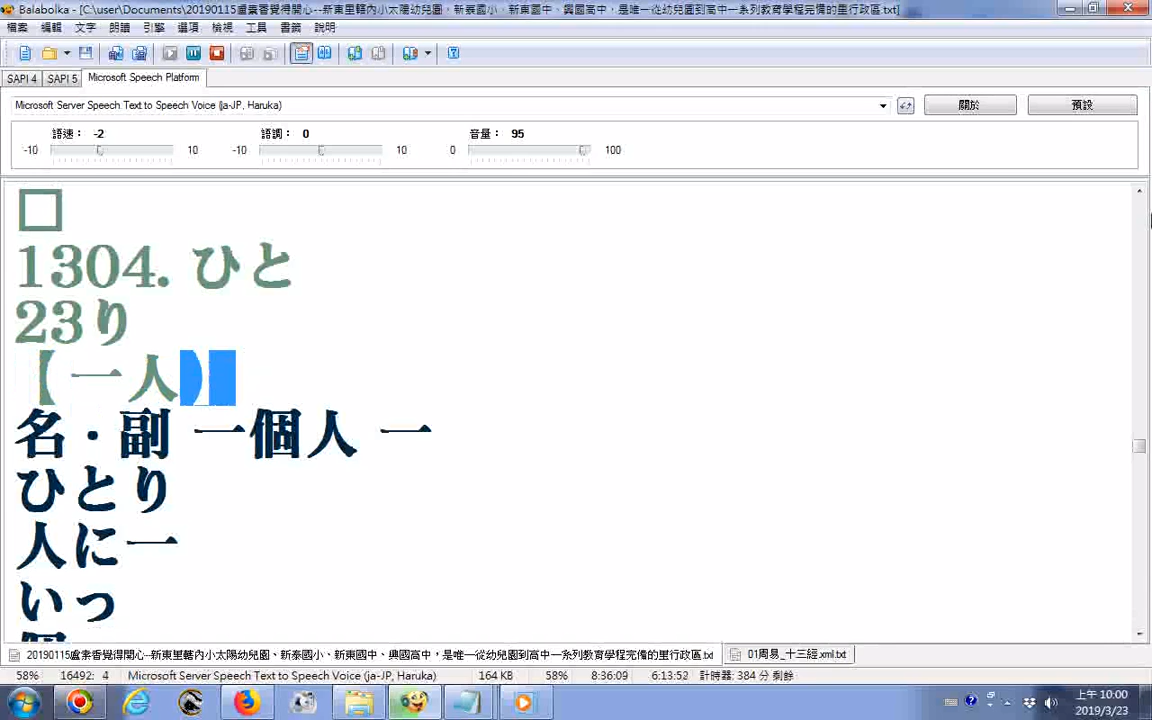 Balabolka - [C:\user\Documents\20190115盧素香覺得開心--新東里轄內小太陽幼兒園、新泰國小、新東國中、興國高中，是唯一從幼兒園到高中一系列教育學程完備的里行政區.txt]
檔案 編輯 文字 朗讀 引擎 選項 檢視 工具 書籤 說明
SAPI 4 SAPI 5 Microsoft Speech Platform
Microsoft Server Speech Text to Speech Voice (ja-JP, Haruka) 關於 預設
語速： -2 語調： 0 音量： 95
-10 10 -10 10 0 100
□
1304. ひと
23り
【一人)】
名・副 一個人 一
ひとり
人に一
いっ
20190115盧素香覺得開心--新東里轄內小太陽幼兒園、新泰國小、新東國中、興國高中，是唯一從幼兒園到高中一系列教育學程完備的里行政區.txt 01周易_十三經.xml.txt
58% 16492: 4 Microsoft Server Speech Text to Speech Voice (ja-JP, Haruka) 164 KB 58% 8:36:09 6:13:52 計時器: 384 分 剩餘
上午 10:00
2019/3/23